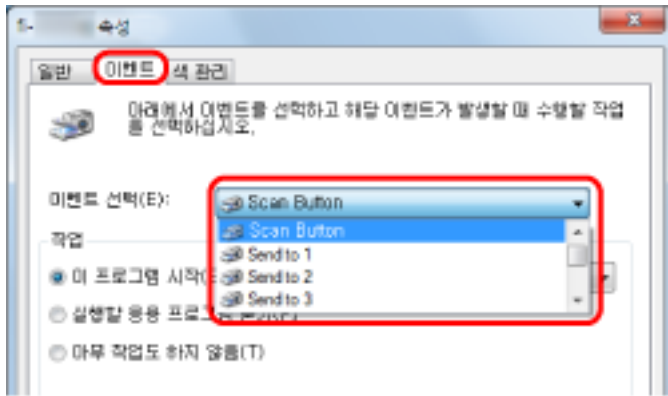 fi- 속성
일반 이벤트 색 관리
아래에서 이벤트를 선택하고 해당 이벤트가 발생할 때 수행할 작업
을 선택하십시오.
이벤트 선택(E):
Scan Button
Scan Button
작업
Send to 1
이 프로그램 시작(
Send to 2
실행할 응용 프로그
Send to 3
아무 작업도 하지 않음(T)